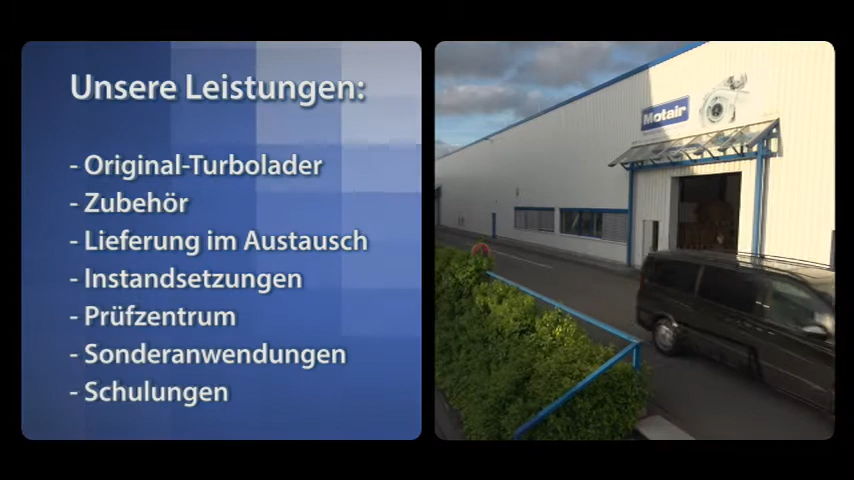 Unsere Leistungen:
- Original-Turbolader
- Zubehör
- Lieferung im Austausch
- Instandsetzungen
- Prüfzentrum
- Sonderanwendungen
- Schulungen
Motair